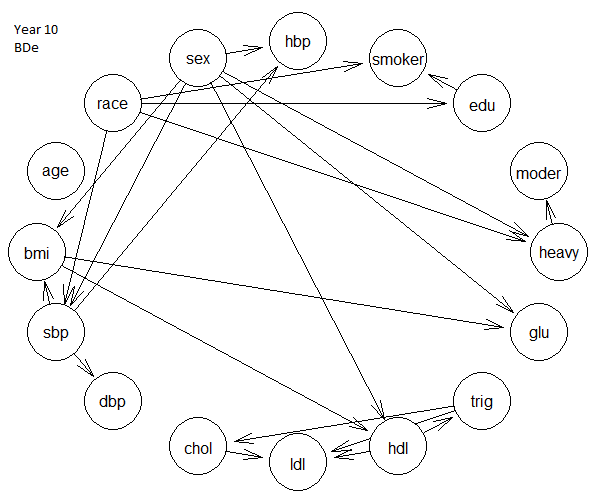 Year 10
BDe
hbp
sex
smoker
race
edu
age
moder
bmi
heavy
sbp
glu
dbp
trig
chol
hdl
ldl